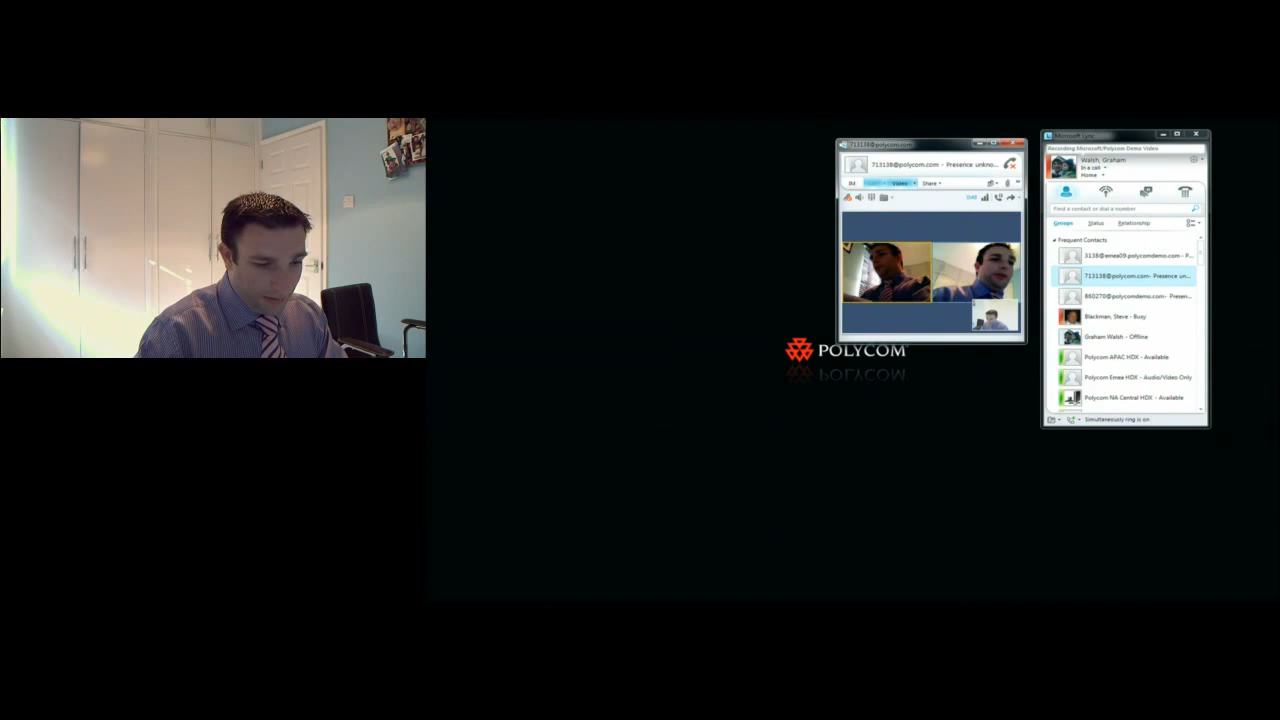 713138@polycom.com
713138@polycom.com - Presence unkno...
IM
Video
Share
0:48
POLYCOM
Microsoft Lync
Recording Microsoft/Polycom Demo Video
Walsh, Graham
In a call
Home
Find a contact or dial a number
Groups Status Relationship
Frequent Contacts
3138@emea09.polycomdemo.com - P...
713138@polycom.com- Presence un...
860270@polycomdemo.com- Presen...
Blackman, Steve - Busy
Graham Walsh - Offline
Polycom APAC HDX - Available
Polycom Emea HDX - Audio/Video Only
Polycom NA Central HDX - Available
Simultaneously ring is on